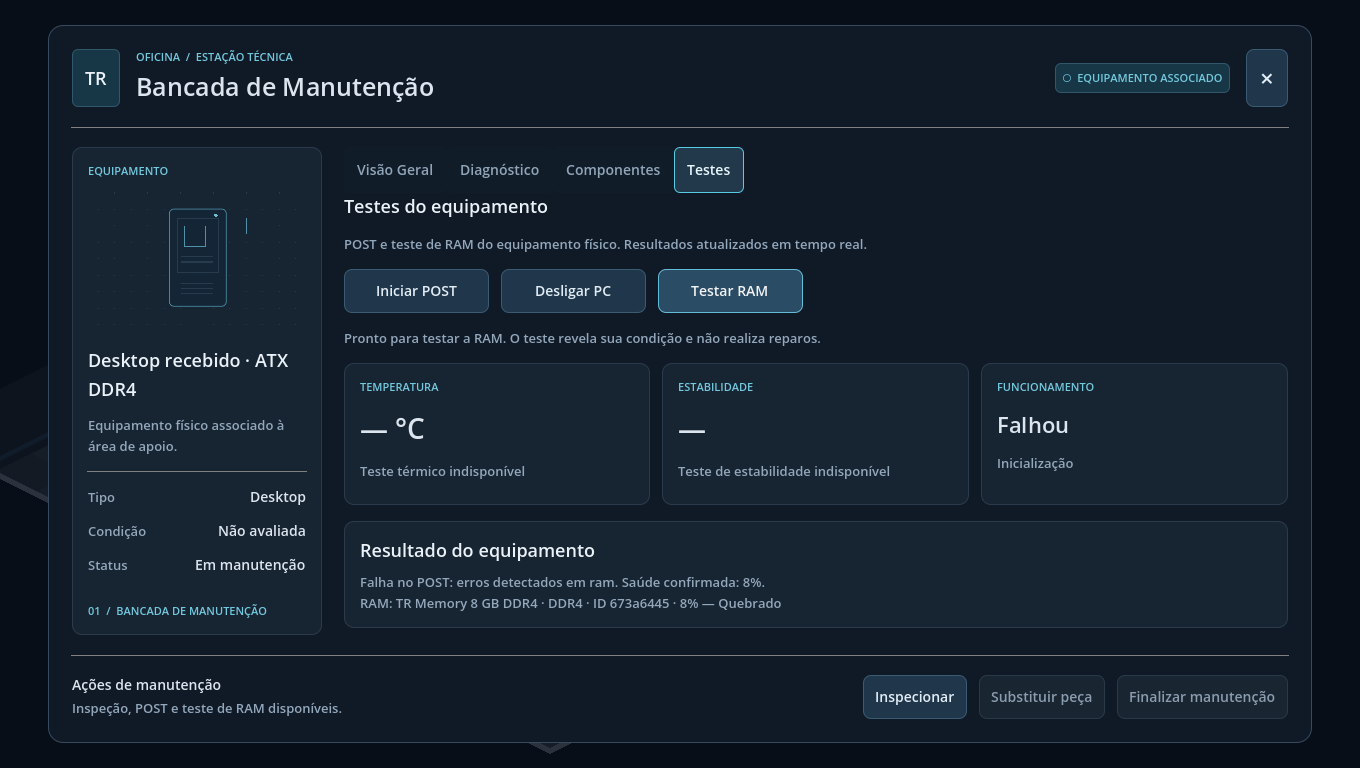 TR
OFICINA / ESTAÇÃO TÉCNICA
Bancada de Manutenção
EQUIPAMENTO ASSOCIADO
×
EQUIPAMENTO
Desktop recebido · ATX
DDR4
Equipamento físico associado à
área de apoio.
Tipo Desktop
Condição Não avaliada
Status Em manutenção
01 / BANCADA DE MANUTENÇÃO
Visão Geral Diagnóstico Componentes Testes
Testes do equipamento
POST e teste de RAM do equipamento físico. Resultados atualizados em tempo real.
Iniciar POST Desligar PC Testar RAM
Pronto para testar a RAM. O teste revela sua condição e não realiza reparos.
TEMPERATURA
— °C
Teste térmico indisponível
ESTABILIDADE
—
Teste de estabilidade indisponível
FUNCIONAMENTO
Falhou
Inicialização
Resultado do equipamento
Falha no POST: erros detectados em ram. Saúde confirmada: 8%.
RAM: TR Memory 8 GB DDR4 · DDR4 · ID 673a6445 · 8% — Quebrado
Ações de manutenção
Inspeção, POST e teste de RAM disponíveis.
Inspecionar Substituir peça Finalizar manutenção